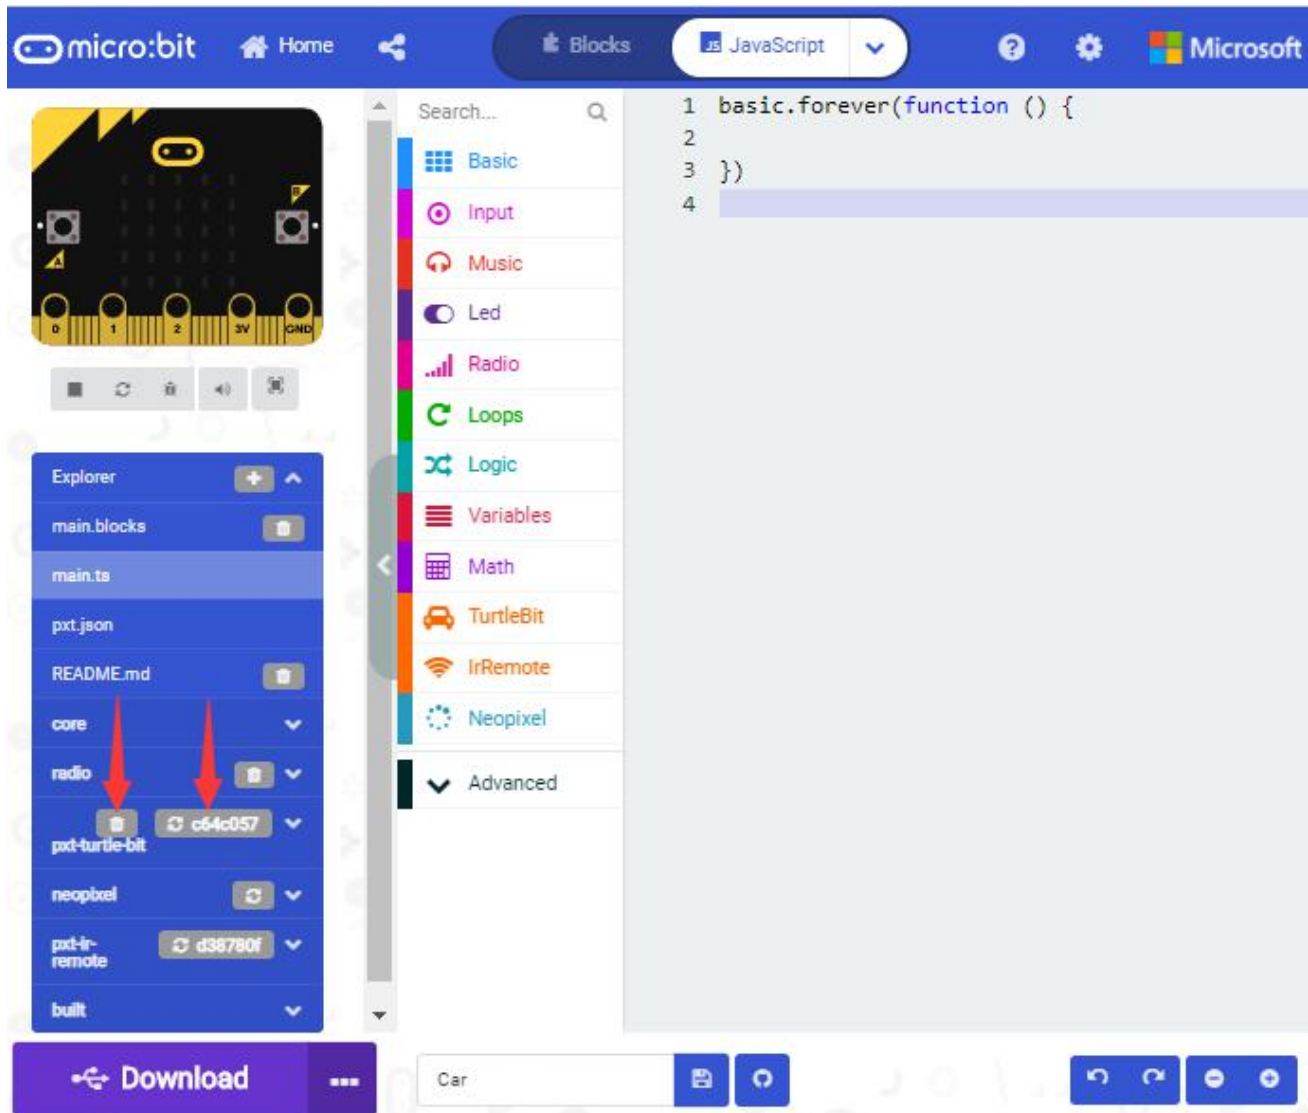 micro:bit Home Blocks JavaScript Microsoft
B
A
0 1 2 3V GND
Explorer
main.blocks
main.ts
pxt.json
README.md
core
radio
c64c057
pxt-turtle-bit
neopixel
pxt-ir-
remote
d38780f
built
Search...
Basic
Input
Music
Led
Radio
Loops
Logic
Variables
Math
TurtleBit
IrRemote
Neopixel
Advanced
1 basic.forever(function () {
2
3 })
4
Download
Car